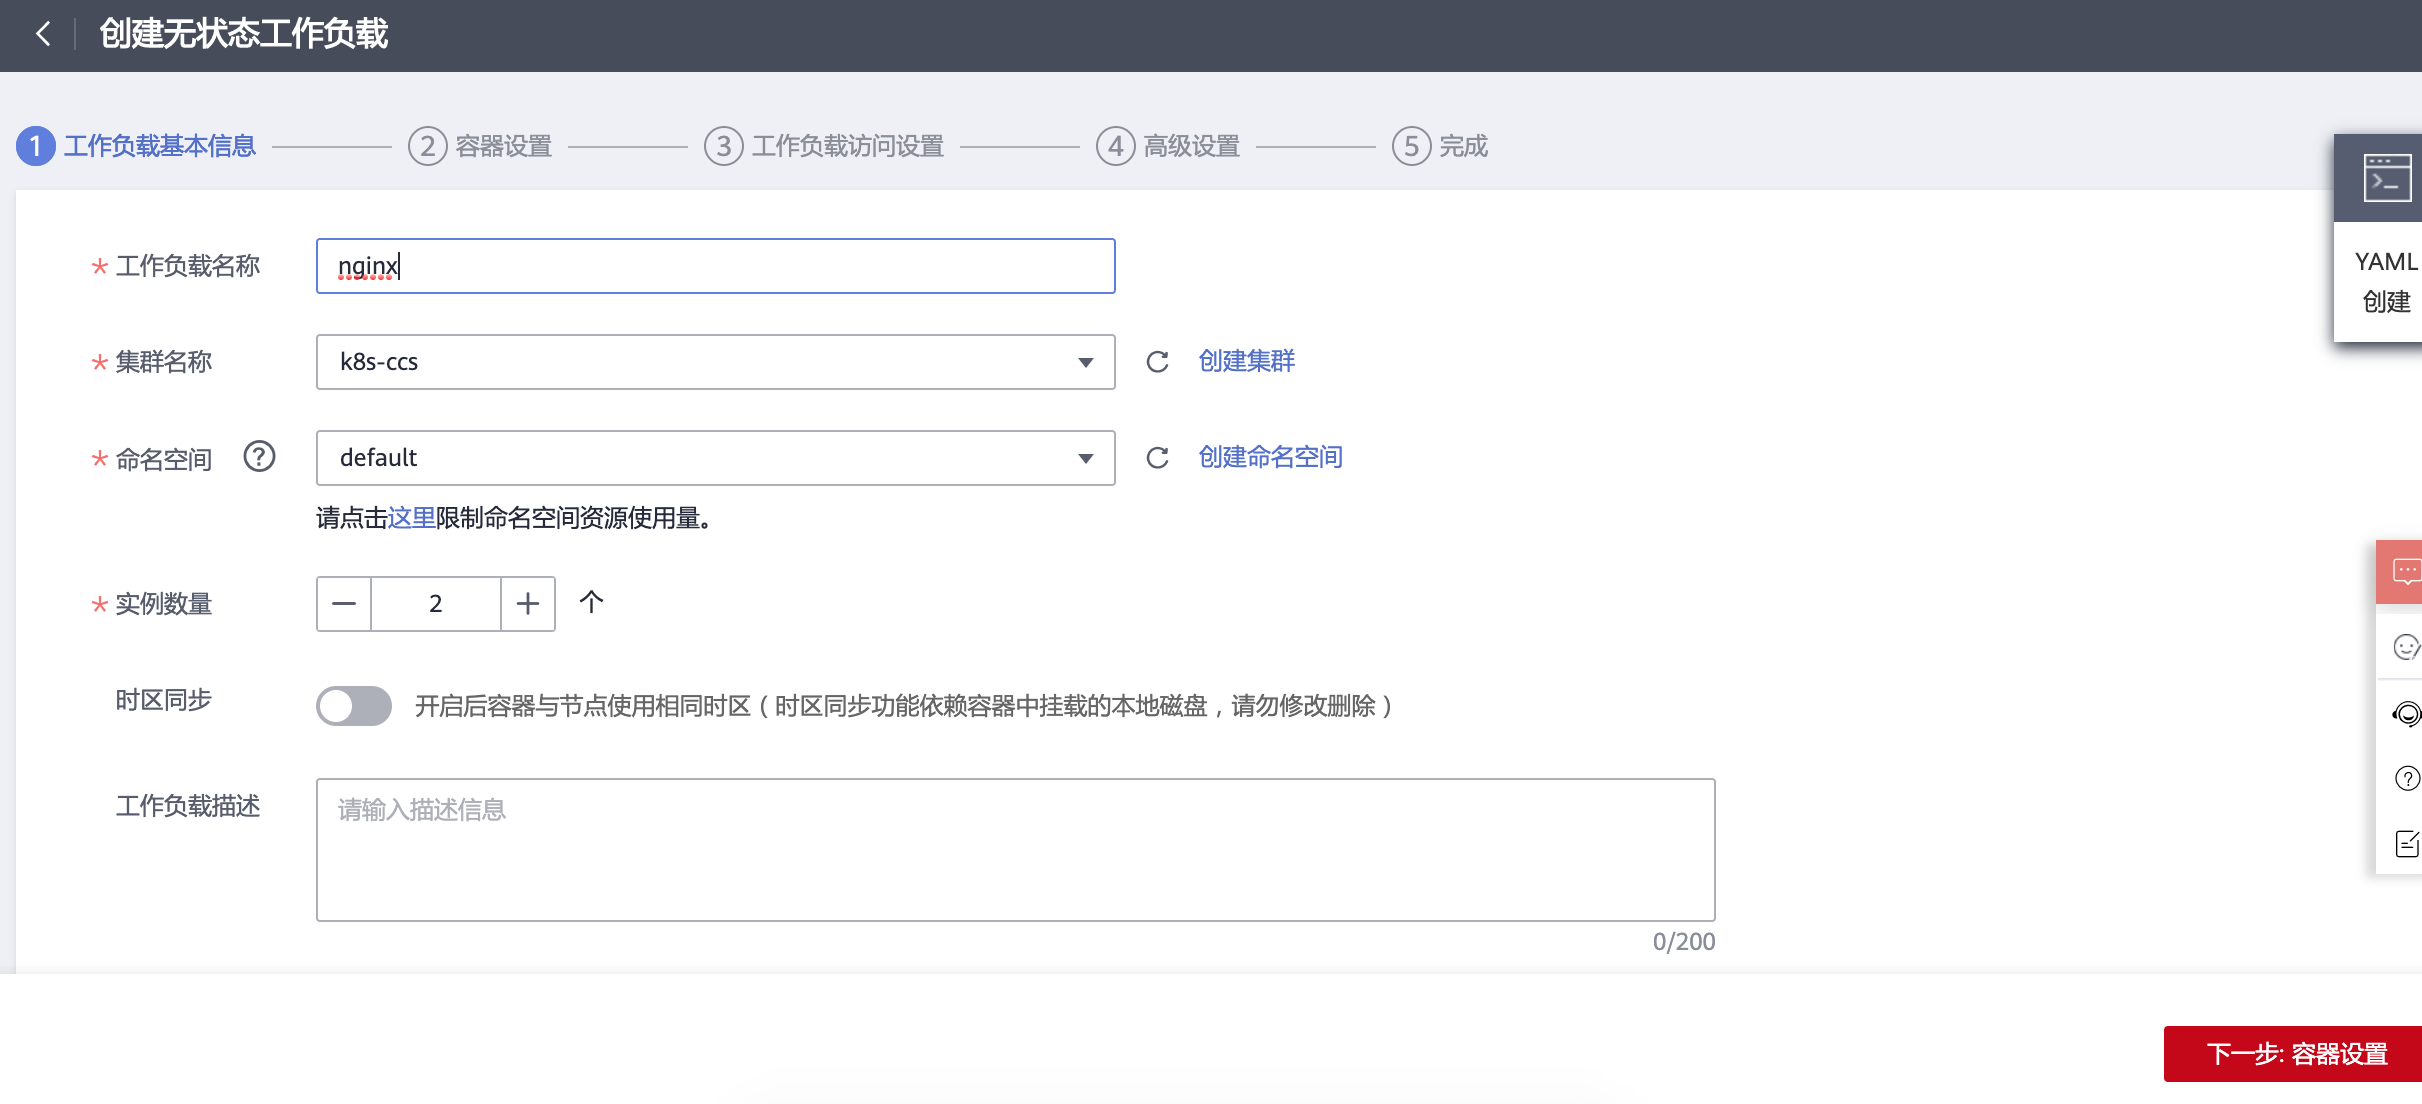 创建无状态工作负载
1 工作负载基本信息 2 容器设置 3 工作负载访问设置 4 高级设置 5 完成
YAML
创建
* 工作负载名称 nginx
* 集群名称 k8s-ccs 创建集群
* 命名空间 ? default 创建命名空间
请点击这里限制命名空间资源使用量。
* 实例数量 — 2 + 个
时区同步 开启后容器与节点使用相同时区（时区同步功能依赖容器中挂载的本地磁盘，请勿修改删除）
工作负载描述 请输入描述信息
0/200
下一步: 容器设置